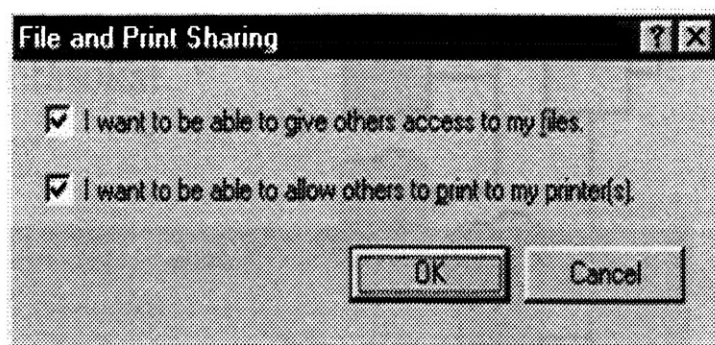 File and Print Sharing
I want to be able to give others access to my files.
I want to be able to allow others to print to my printer(s).
OK Cancel